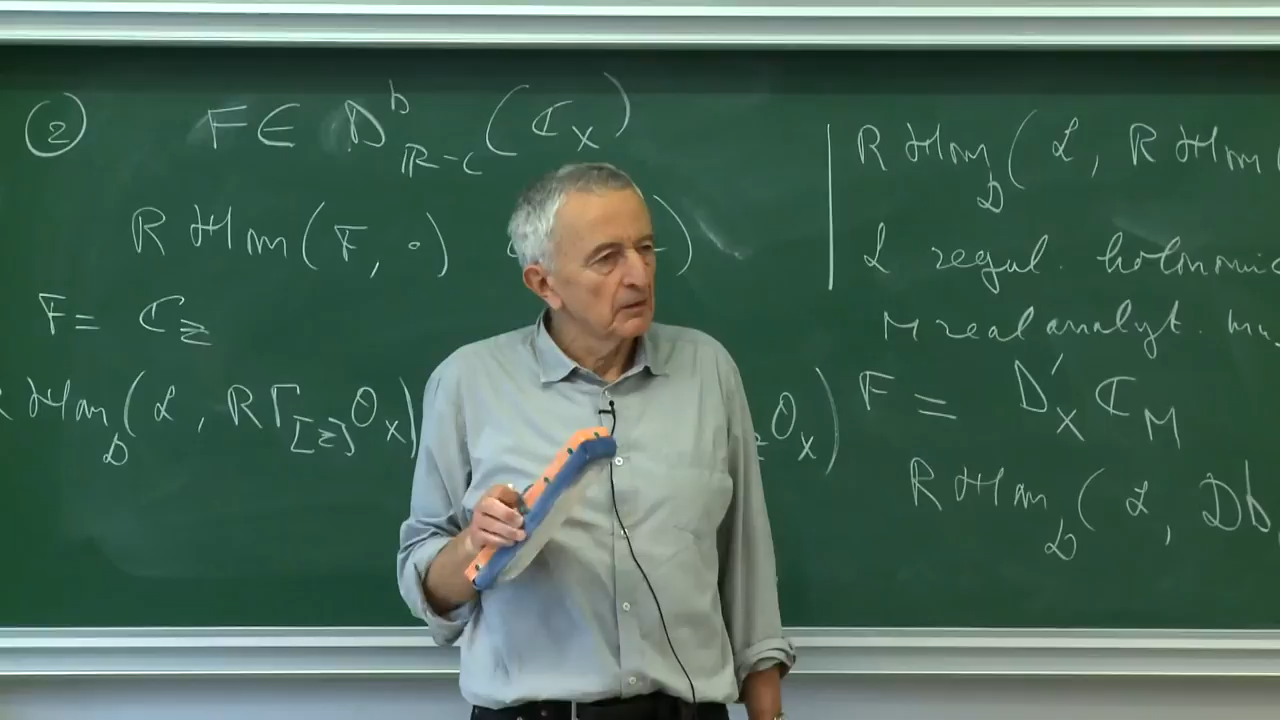 ② F ∈ D^b_{ℝ-c}(ℂ_X)
R Hom(F, ·) )
F = ℂ_Z
R Hom_D(L, RΓ_{[Z]}O_X) O_X)
R Hom_D(L, R Hom
L regul. holonomic
M real analyt.
F = D'_X ℂ_M
R Hom_D(L, Db